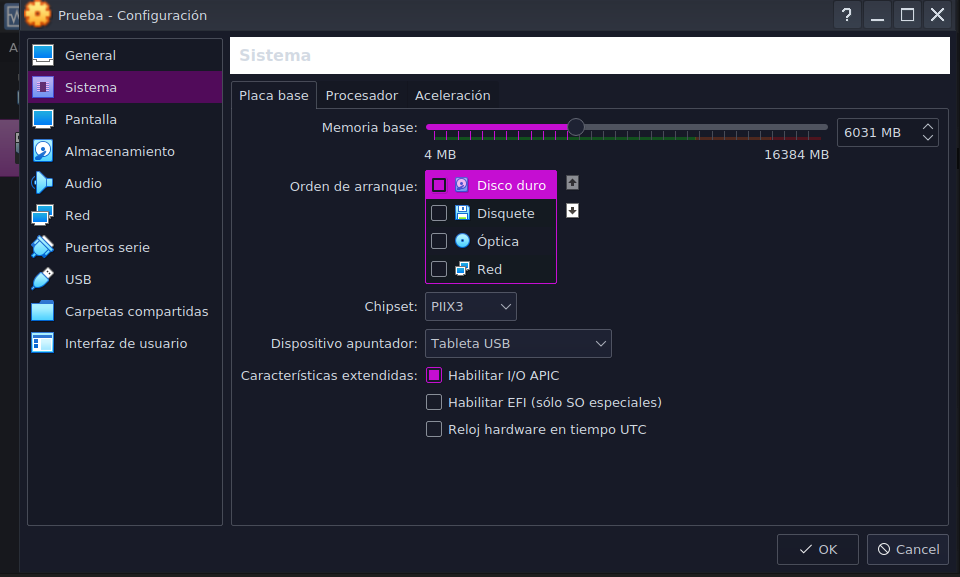 Prueba - Configuración
General
Sistema
Pantalla
Almacenamiento
Audio
Red
Puertos serie
USB
Carpetas compartidas
Interfaz de usuario
Sistema
Placa base Procesador Aceleración
Memoria base: 6031 MB
4 MB 16384 MB
Orden de arranque: Disco duro
Disquete
Óptica
Red
Chipset: PIIX3
Dispositivo apuntador: Tableta USB
Características extendidas: Habilitar I/O APIC
Habilitar EFI (sólo SO especiales)
Reloj hardware en tiempo UTC
OK Cancel